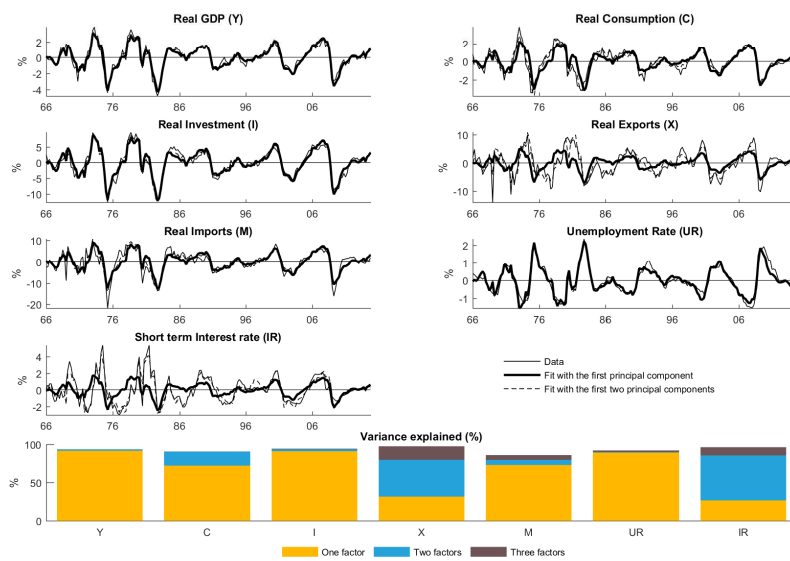 Real GDP (Y)
2
0
-2
-4
%
66 76 86 96 06
Real Consumption (C)
2
0
-2
%
66 76 86 96 06
Real Investment (I)
5
0
-5
-10
%
66 76 86 96 06
Real Exports (X)
10
0
-10
%
66 76 86 96 06
Real Imports (M)
10
0
-10
-20
%
66 76 86 96 06
Unemployment Rate (UR)
2
1
0
-1
%
66 76 86 96 06
Short term Interest rate (IR)
4
2
0
-2
%
66 76 86 96 06
Data
Fit with the first principal component
Fit with the first two principal components
Variance explained (%)
100
50
0
%
Y C I X M UR IR
One factor Two factors Three factors